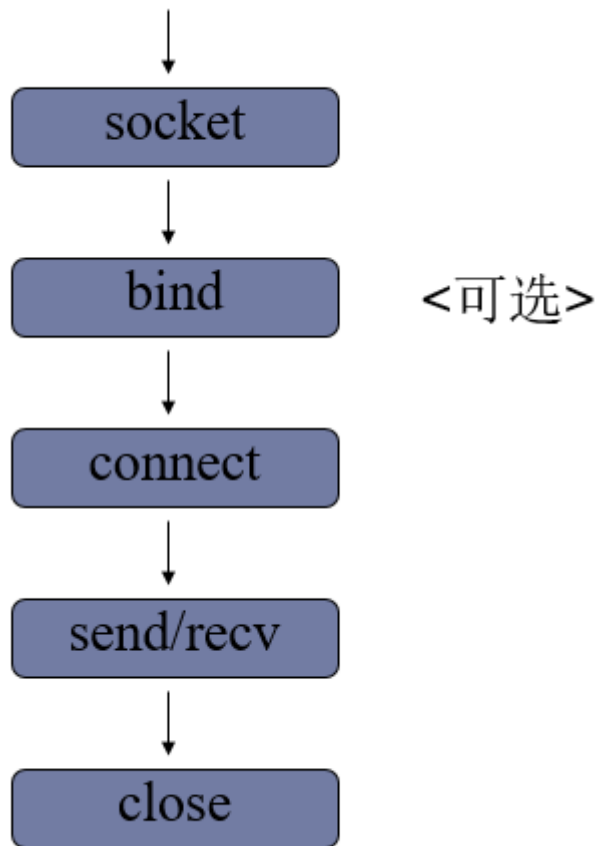 socket
bind
<可选>
connect
send/recv
close